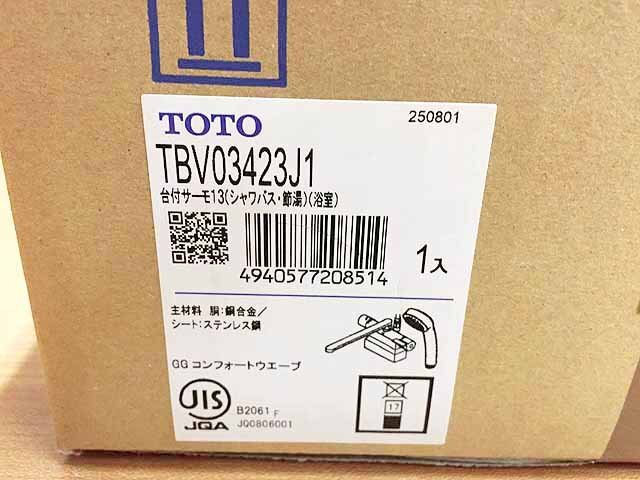 TOTO
250801
TBV03423J1
台付サーモ13(シャワバス・節湯)(浴室)
4940577208514
1入
主材料 胴:銅合金/
シート:ステンレス鋼
GG コンフォートウエーブ
JIS
JQA
B2061 F
JQ0806001
17